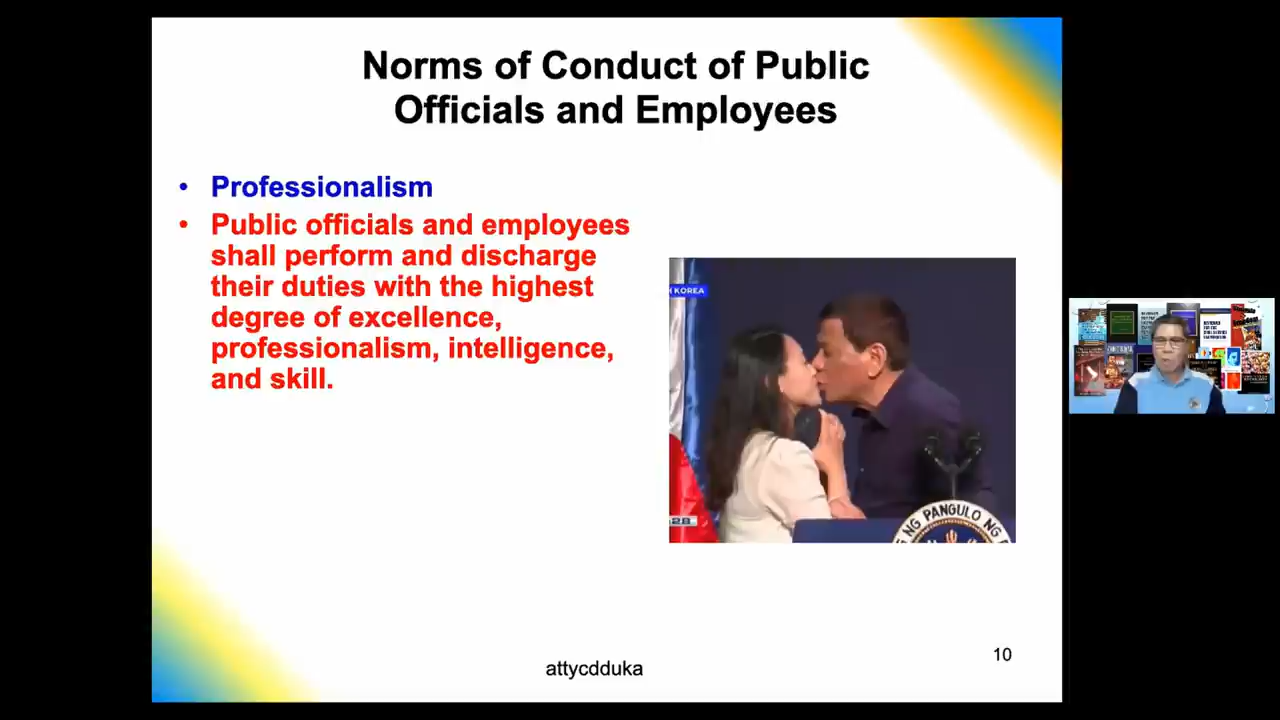 Norms of Conduct of Public
Officials and Employees
• Professionalism
• Public officials and employees
shall perform and discharge
their duties with the highest
degree of excellence,
professionalism, intelligence,
and skill.
KOREA
NG PANGULO NG
attycdduka
10